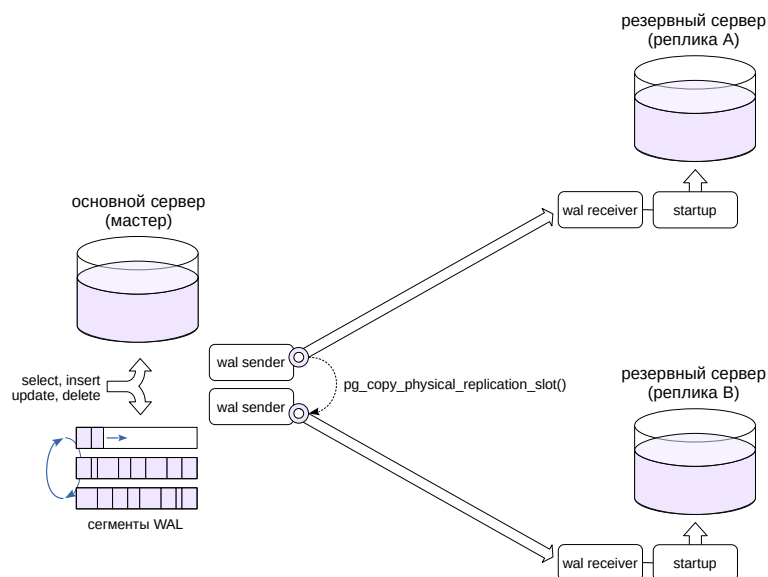 резервный сервер
(реплика A)
wal receiver
startup
основной сервер
(мастер)
wal sender
select, insert
update, delete
pg_copy_physical_replication_slot()
wal sender
резервный сервер
(реплика B)
сегменты WAL
wal receiver
startup